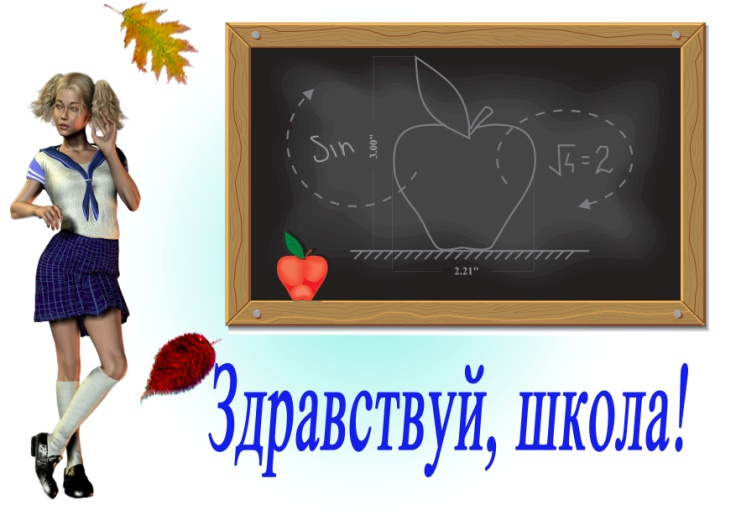 Sin
3.00"
√4=2
2.21"
Здравствуй, школа!